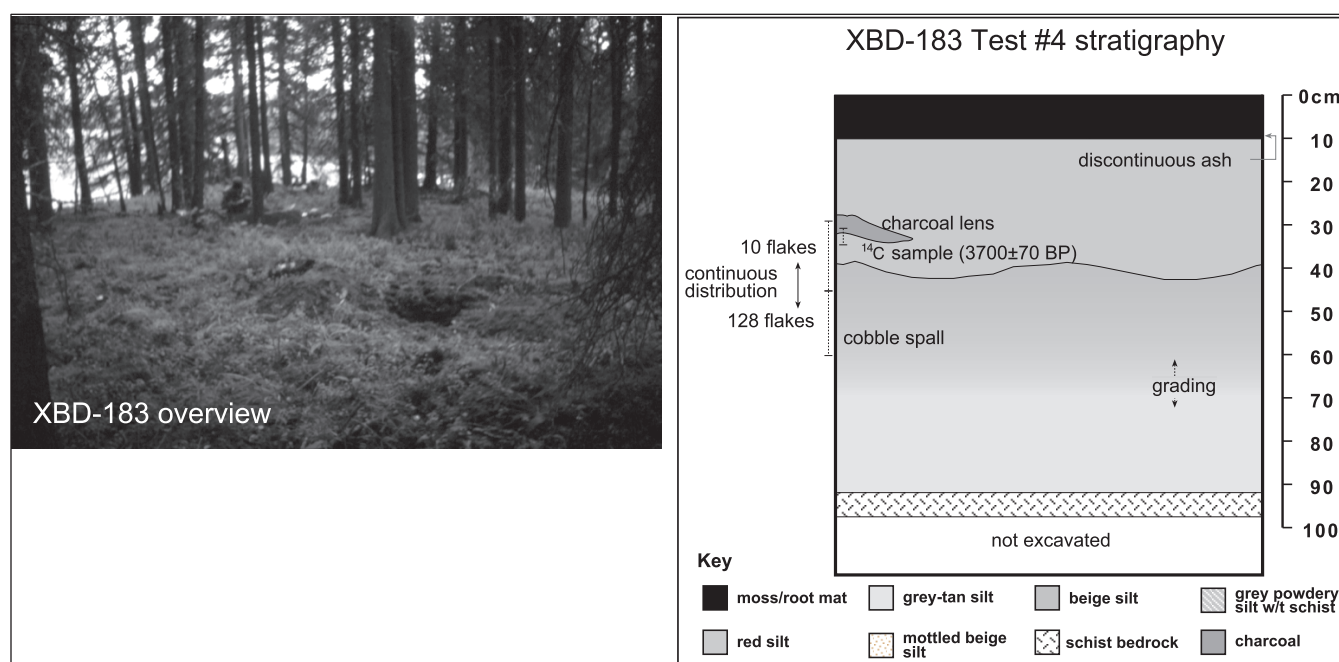 XBD-183 overview
XBD-183 Test #4 stratigraphy
0cm
10
discontinuous ash
20
charcoal lens
30
10 flakes
¹⁴C sample (3700±70 BP)
continuous
distribution
40
50
128 flakes
cobble spall
60
grading
70
80
90
100
not excavated
Key
moss/root mat
grey-tan silt
beige silt
grey powdery
silt w/t schist
red silt
mottled beige
silt
schist bedrock
charcoal